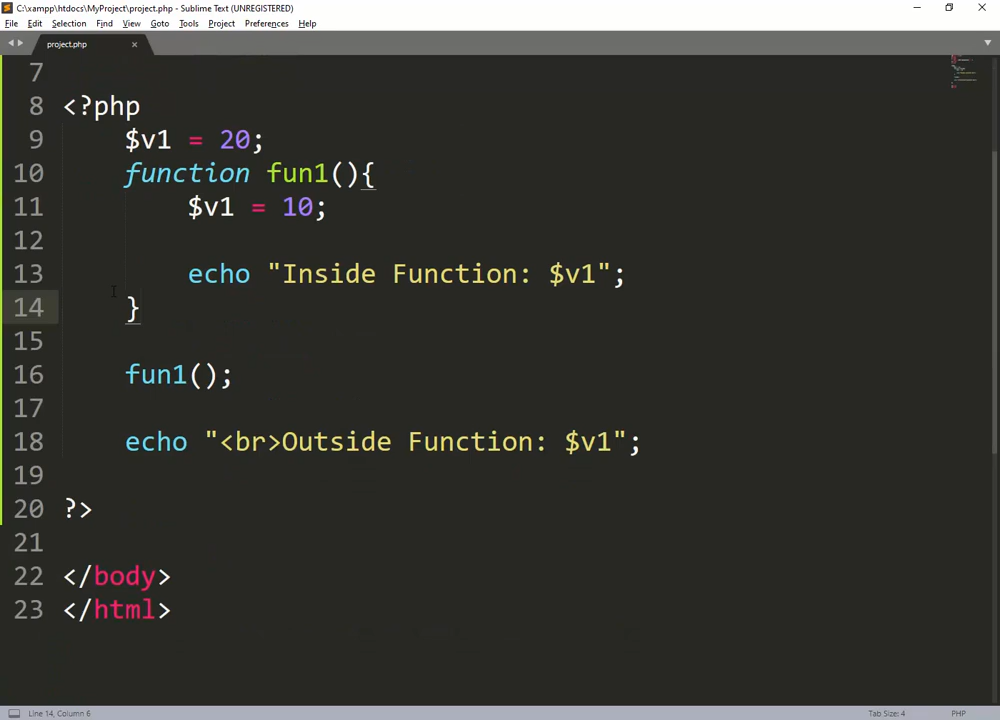 C:\xampp\htdocs\MyProject\project.php - Sublime Text (UNREGISTERED)
File Edit Selection Find View Goto Tools Project Preferences Help
project.php
7
8 <?php
9 $v1 = 20;
10 function fun1(){
11 $v1 = 10;
12
13 echo "Inside Function: $v1";
14 }
15
16 fun1();
17
18 echo "<br>Outside Function: $v1";
19
20 ?>
21
22 </body>
23 </html>
Line 14, Column 6 Tab Size: 4 PHP